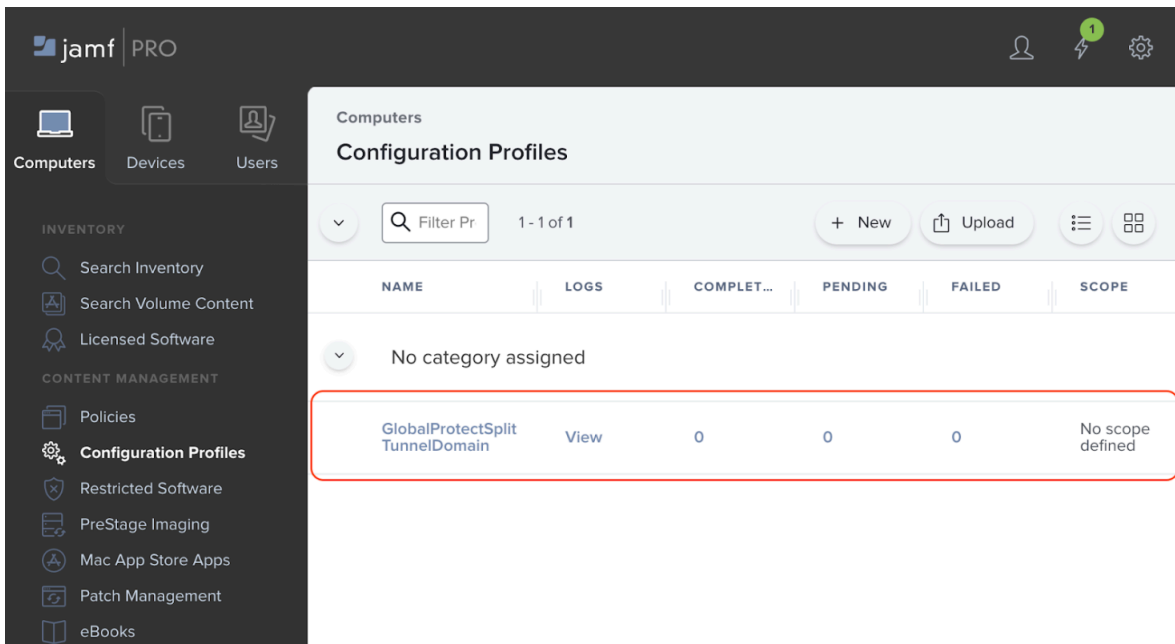 jamf PRO
1
Computers
Devices
Users
INVENTORY
Search Inventory
Search Volume Content
Licensed Software
CONTENT MANAGEMENT
Policies
Configuration Profiles
Restricted Software
PreStage Imaging
Mac App Store Apps
Patch Management
eBooks
Computers
Configuration Profiles
Filter Pr
1 - 1 of 1
+ New
Upload
NAME
LOGS
COMPLET...
PENDING
FAILED
SCOPE
No category assigned
GlobalProtectSplit
TunnelDomain
View
0
0
0
No scope
defined